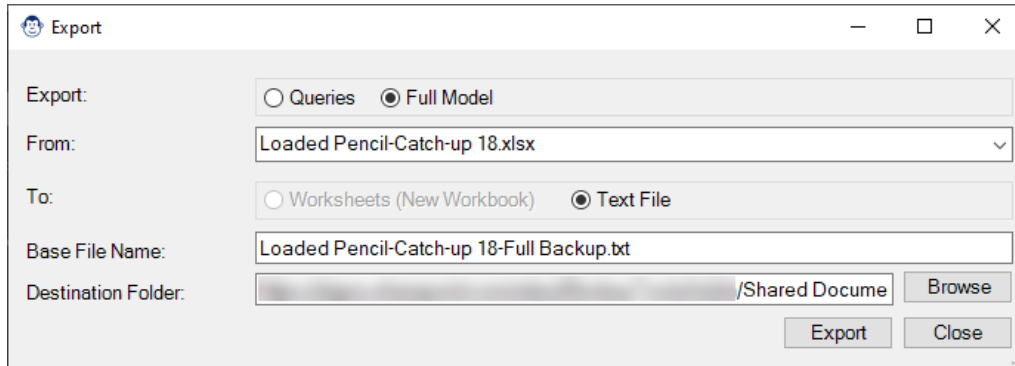 Export
Export: Queries Full Model
From: Loaded Pencil-Catch-up 18.xlsx
To: Worksheets (New Workbook) Text File
Base File Name: Loaded Pencil-Catch-up 18-Full Backup.txt
Destination Folder: /Shared Docume Browse
Export Close